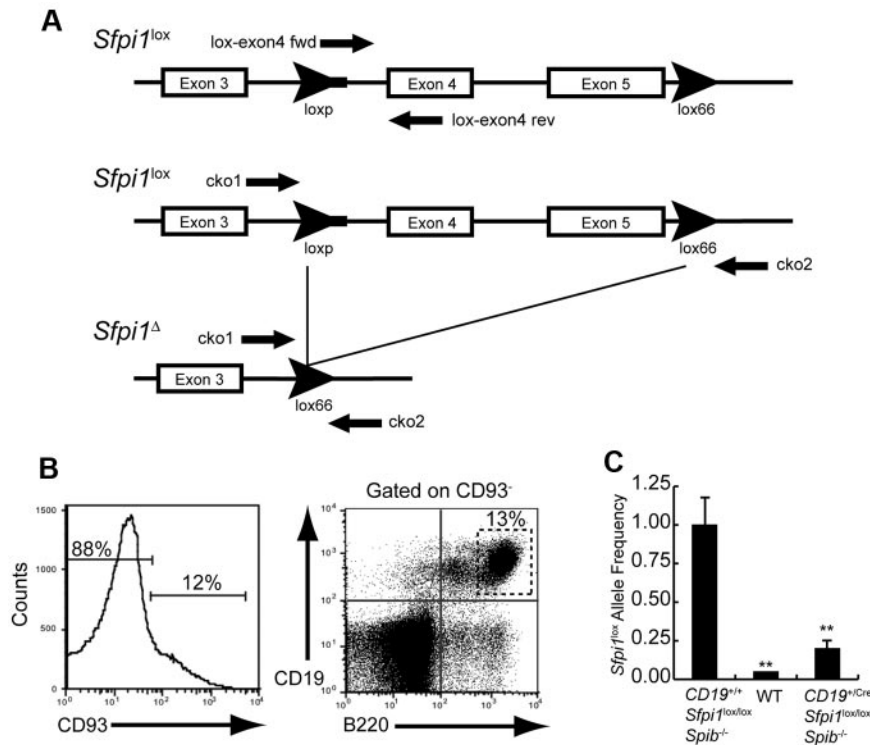 A
Sfpi1lox
lox-exon4 fwd
Exon 3
Exon 4
Exon 5
loxp
lox66
lox-exon4 rev
Sfpi1lox
cko1
Exon 3
Exon 4
Exon 5
loxp
lox66
cko2
Sfpi1Δ
cko1
Exon 3
lox66
cko2
B
1500
1000
500
0
Counts
88%
12%
10^0 10^1 10^2 10^3 10^4
CD93
Gated on CD93-
13%
10^4
10^3
10^2
10^1
10^0
CD19
10^0 10^1 10^2 10^3 10^4
B220
C
Sfpi1lox Allele Frequency
1.25
1.00
0.75
0.50
0.25
0.00
**
**
CD19+/+
Sfpi1lox/lox
Spib-/-
WT
CD19+/Cre
Sfpi1lox/lox
Spib-/-